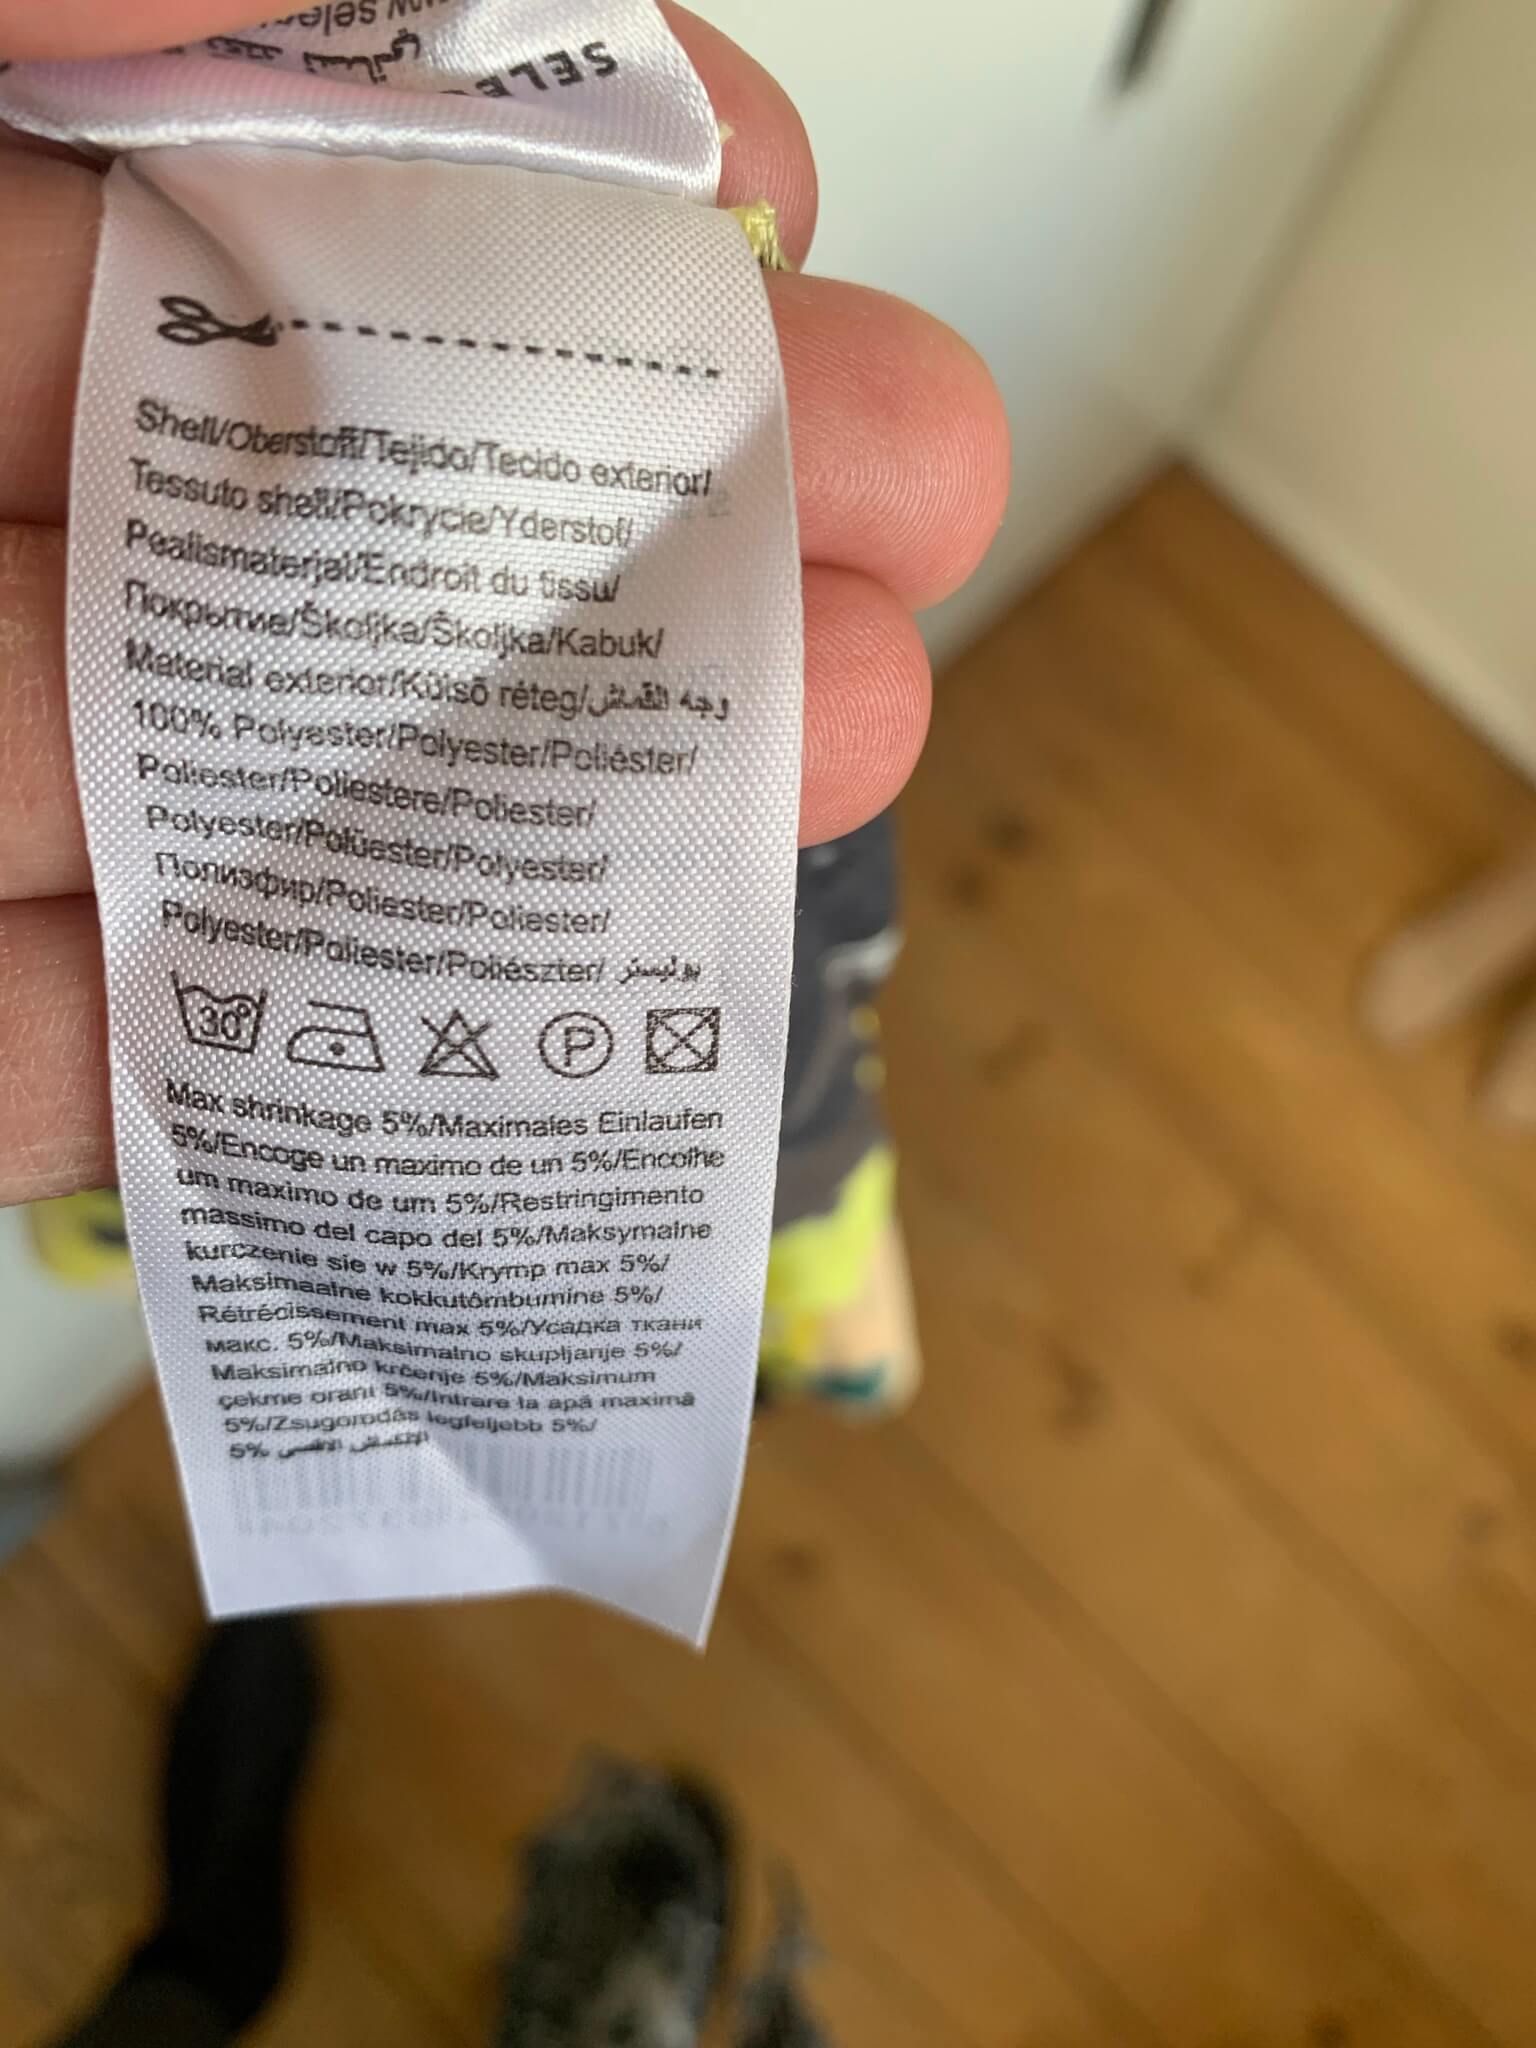 SELE
Shell/Oberstoff/Tejido/Tecido exterior/
Tessuto shell/Pokrycie/Yderstof/
Pealismaterjal/Endroit du tissu/
Покрытие/Školjka/Školjka/Kabuk/
Material exterior/Külsõ réteg/وجه القماش
100% Polyester/Polyester/Poliéster/
Poliester/Poliestere/Poliester/
Polyester/Polüester/Polyester/
Полиэфир/Poliester/Poliester/
Polyester/Poliester/Poliészter/ بوليستر
30° P
Max shrinkage 5%/Maximales Einlaufen
5%/Encoge un maximo de un 5%/Encolhe
um maximo de um 5%/Restringimento
massimo del capo del 5%/Maksymalne
kurczenie sie w 5%/Krymp max 5%/
Maksimaalne kokkutõmbumine 5%/
Rétrécissement max 5%/Усадка ткани
макс. 5%/Maksimalno skupljanje 5%/
Maksimalno krčenje 5%/Maksimum
çekme oranı 5%/Intrare la apă maximă
5%/Zsugorodás legfeljebb 5%/
الانكماش الأقصى 5%